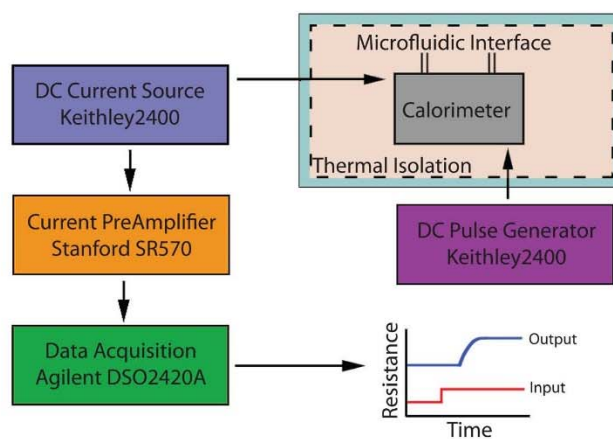 Microfluidic Interface
DC Current Source
Keithley2400
Calorimeter
Thermal Isolation
Current PreAmplifier
Stanford SR570
DC Pulse Generator
Keithley2400
Data Acquisition
Agilent DSO2420A
Resistance
Output
Input
Time